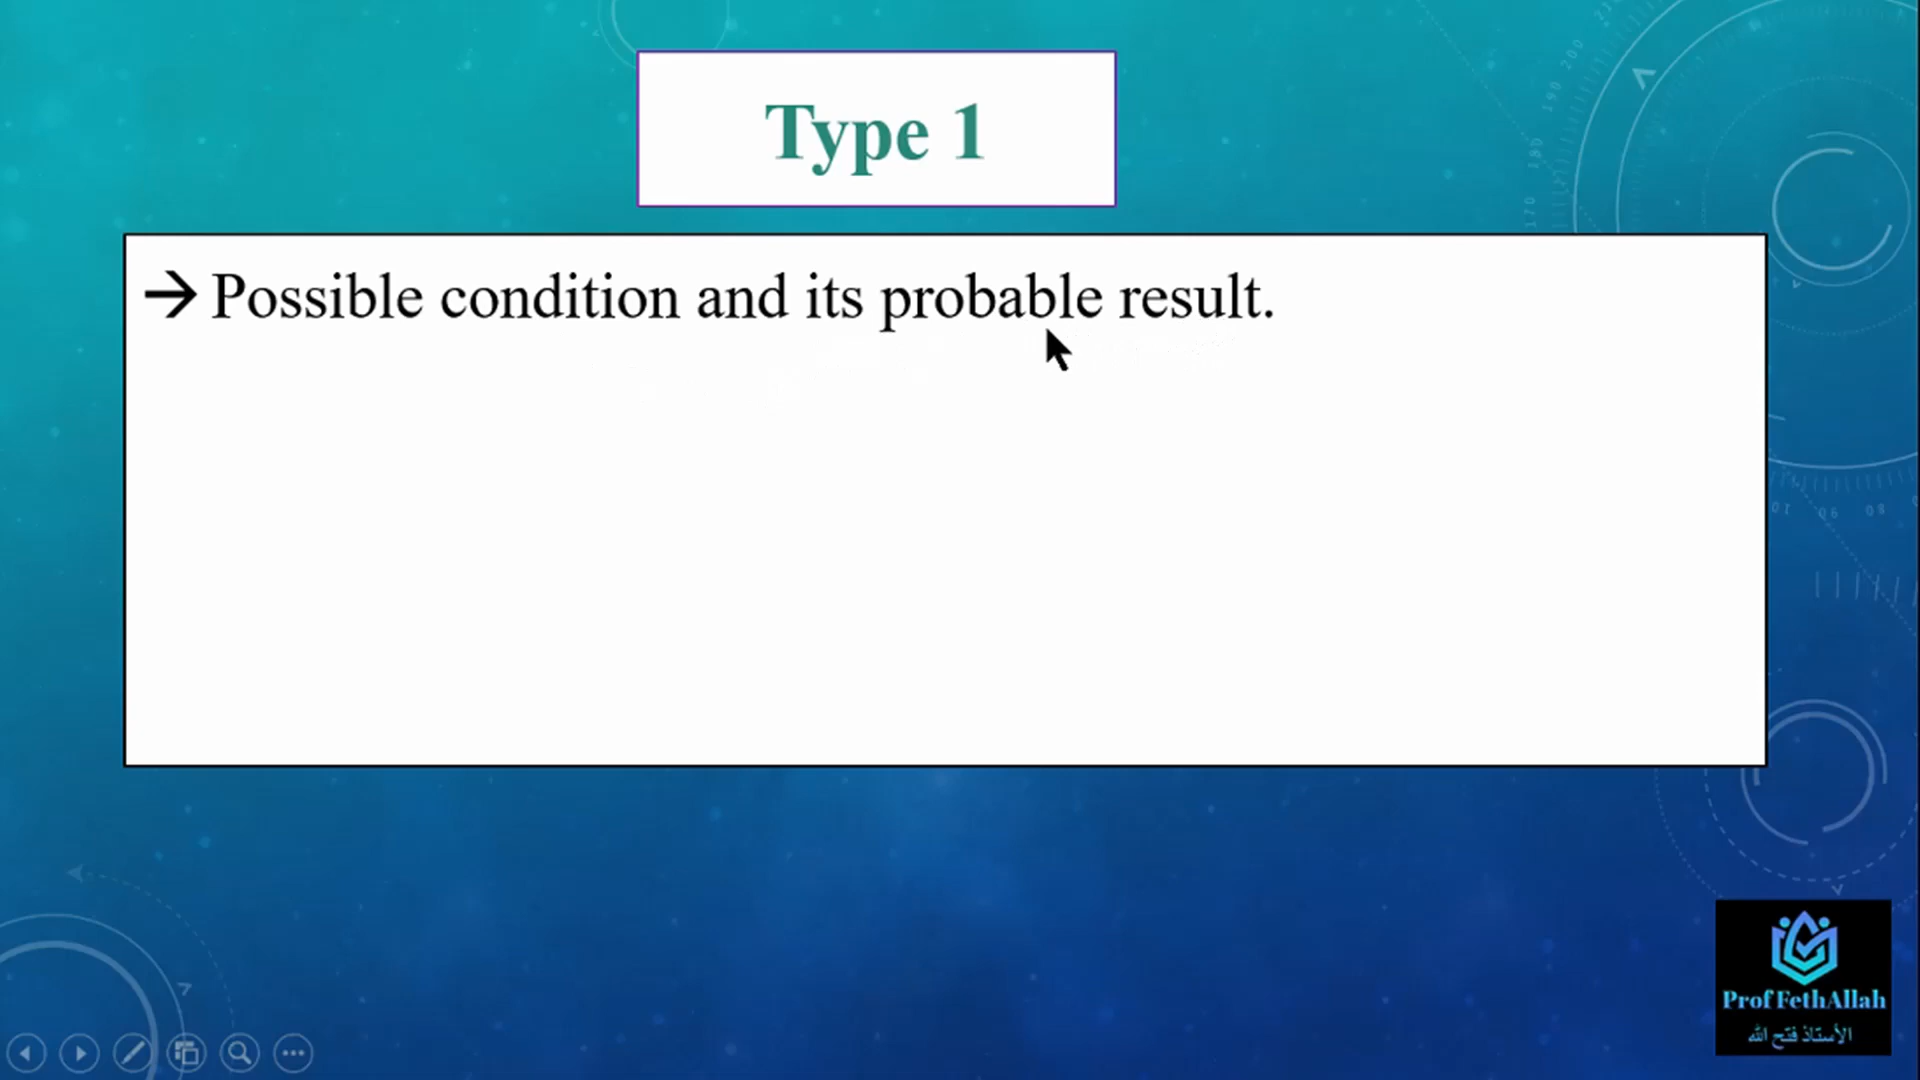 Type 1
→ Possible condition and its probable result.
Prof FethAllah
الأستاذ فتح الله